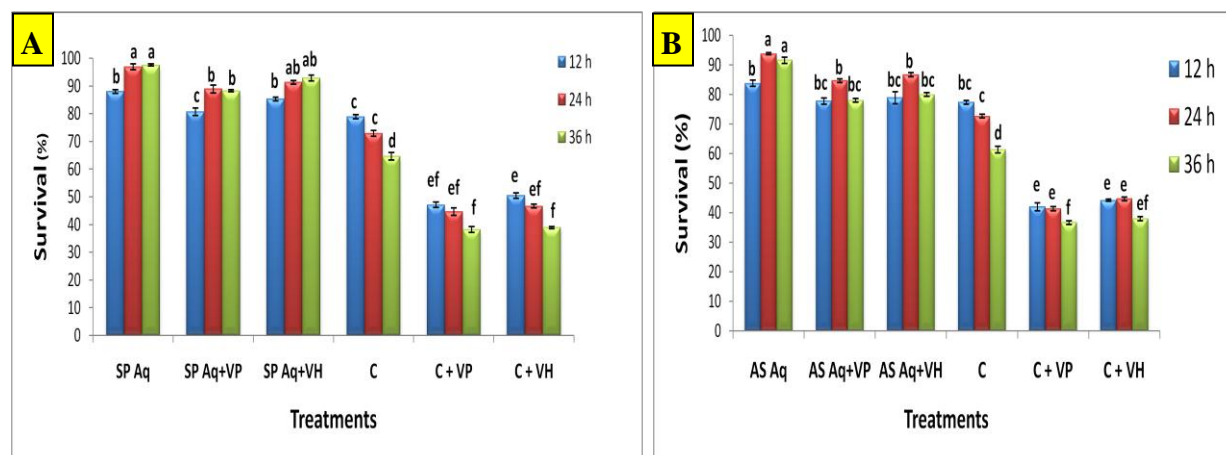 A
Survival (%)
100
90
80
70
60
50
40
30
20
10
0
b a a
c b b
b ab ab
c c d
ef ef f
e ef f
12 h
24 h
36 h
SP Aq SP Aq+VP SP Aq+VH C C + VP C + VH
Treatments
B
Survival (%)
100
90
80
70
60
50
40
30
20
10
0
b a a
bc b bc
bc b bc
bc c d
e e f
e e ef
12 h
24 h
36 h
AS Aq AS Aq+VP AS Aq+VH C C + VP C + VH
Treatments